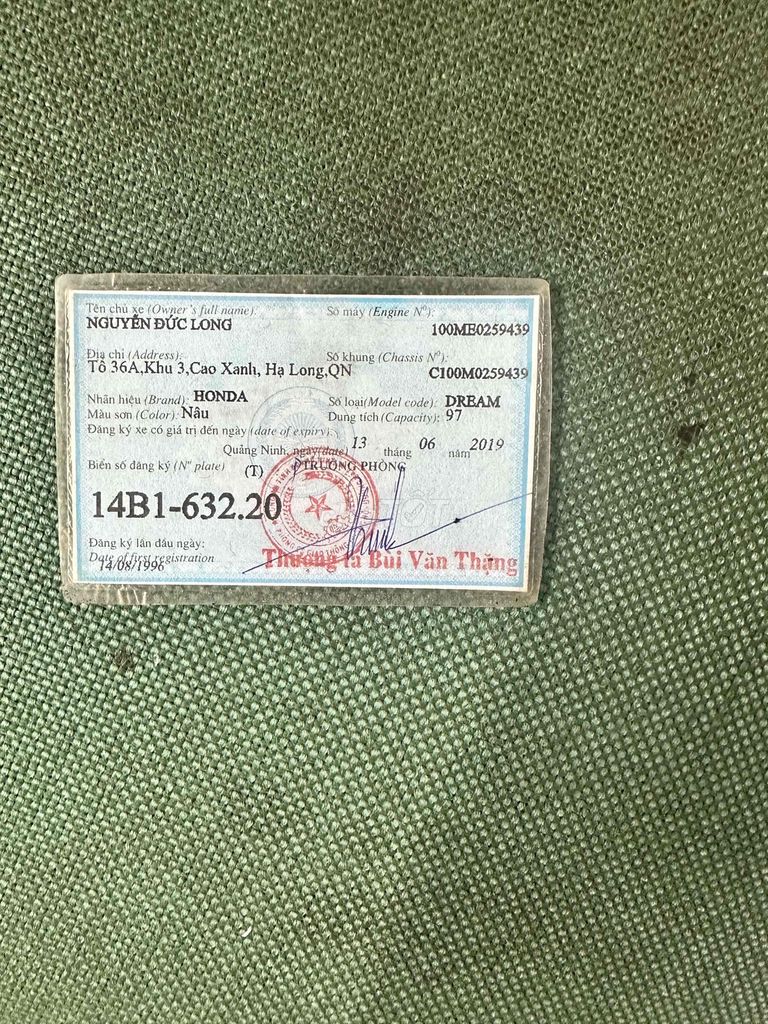 Tên chủ xe (Owner's full name):
NGUYỄN ĐỨC LONG
Số máy (Engine N°):
100ME0259439
Địa chỉ (Address):
Tổ 36A,Khu 3,Cao Xanh, Hạ Long,QN
Số khung (Chassis N°):
C100M0259439
Nhãn hiệu (Brand): HONDA
Số loại(Model code): DREAM
Màu sơn (Color): Nâu
Dung tích (Capacity): 97
Đăng ký xe có giá trị đến ngày (date of expiry):
Quảng Ninh, ngày(date) 13 tháng 06 năm 2019
Biển số đăng ký (N° plate) (T) PTRƯỞNG PHÒNG
14B1-632.20
Đăng ký lần đầu ngày:
Date of first registration
14/08/1996
Thượng tá Bùi Văn Thặng